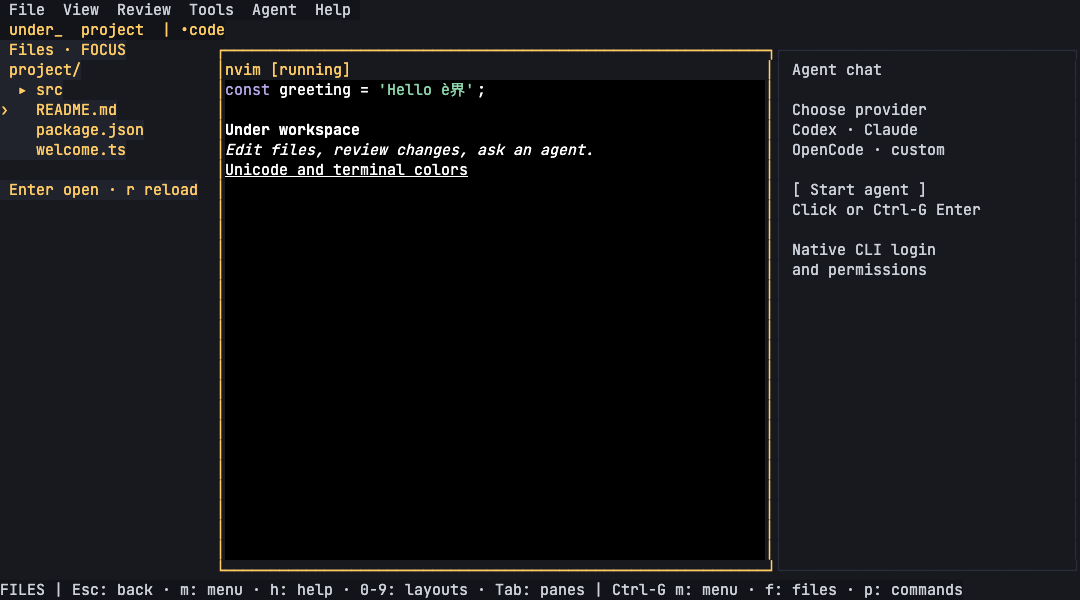 File  View  Review  Tools  Agent  Help
under_  project  | •code
Files · FOCUS
project/
▸ src
› README.md
package.json
welcome.ts
Enter open · r reload
nvim [running]
const greeting = 'Hello è界';
Under workspace
Edit files, review changes, ask an agent.
Unicode and terminal colors
Agent chat
Choose provider
Codex · Claude
OpenCode · custom
[ Start agent ]
Click or Ctrl-G Enter
Native CLI login
and permissions
FILES | Esc: back · m: menu · h: help · 0-9: layouts · Tab: panes | Ctrl-G m: menu · f: files · p: commands